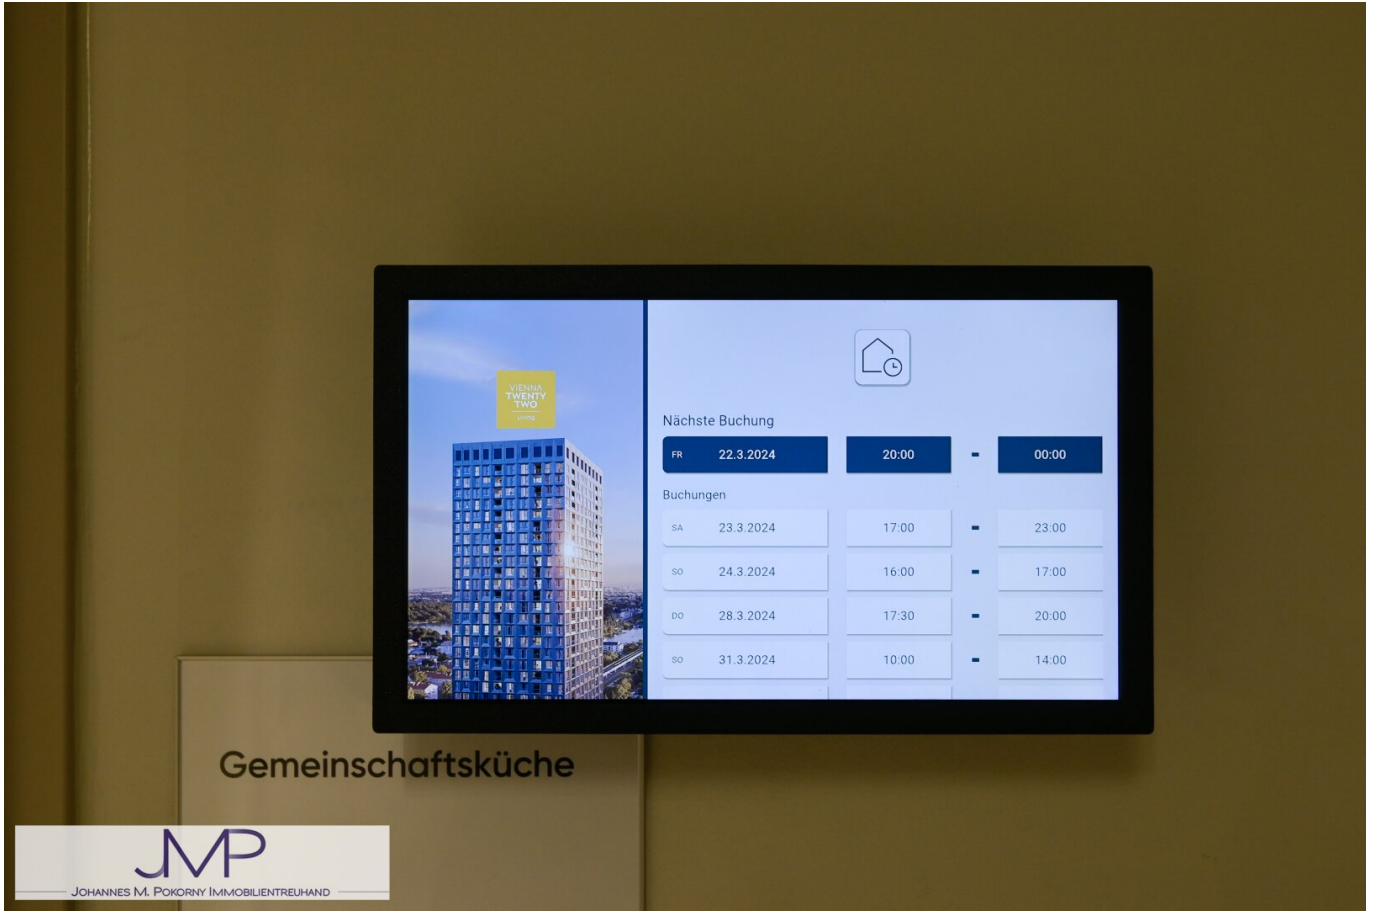 VIENNA
TWENTY
TWO
LIVING
Nächste Buchung
FR 22.3.2024 20:00 - 00:00
Buchungen
SA 23.3.2024 17:00 - 23:00
SO 24.3.2024 16:00 - 17:00
DO 28.3.2024 17:30 - 20:00
SO 31.3.2024 10:00 - 14:00
Gemeinschaftsküche
JMP
JOHANNES M. POKORNY IMMOBILIENTREUHAND